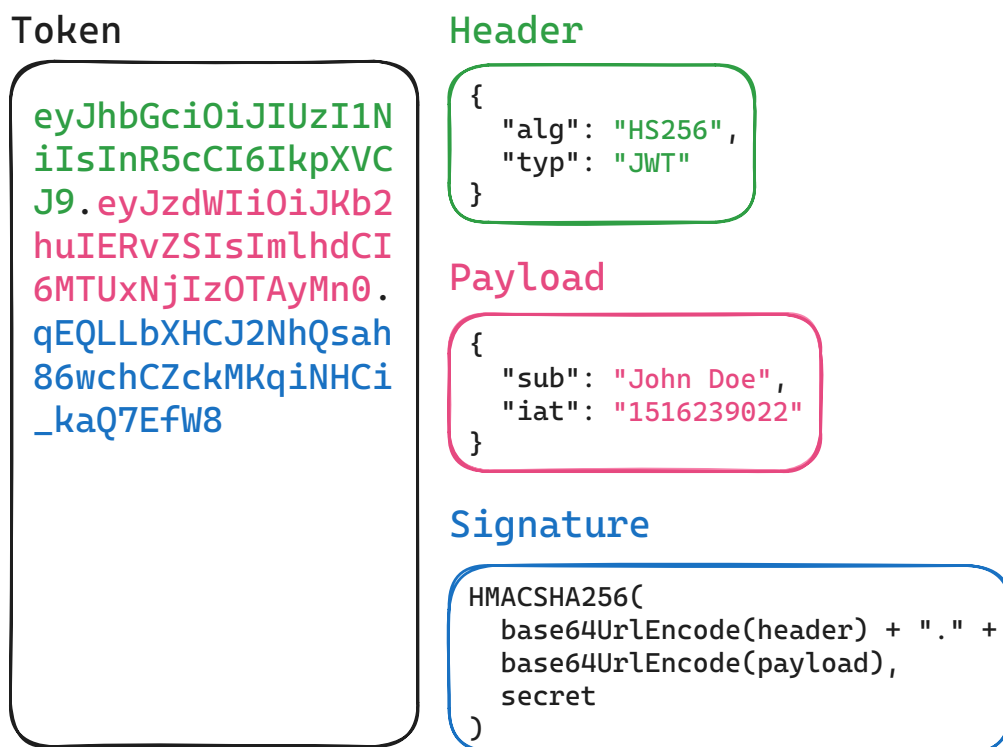 Token
eyJhbGciOiJIUzI1N
iIsInR5cCI6IkpXVC
J9.eyJzdWIiOiJKb2
huIERvZSIsImlhdCI
6MTUxNjIzOTAyMn0.
qEQLLbXHCJ2NhQsah
86wchCZckMKqiNHCi
_kaQ7EfW8
Header
{
  "alg": "HS256",
  "typ": "JWT"
}
Payload
{
  "sub": "John Doe",
  "iat": "1516239022"
}
Signature
HMACSHA256(
  base64UrlEncode(header) + "." +
  base64UrlEncode(payload),
  secret
)